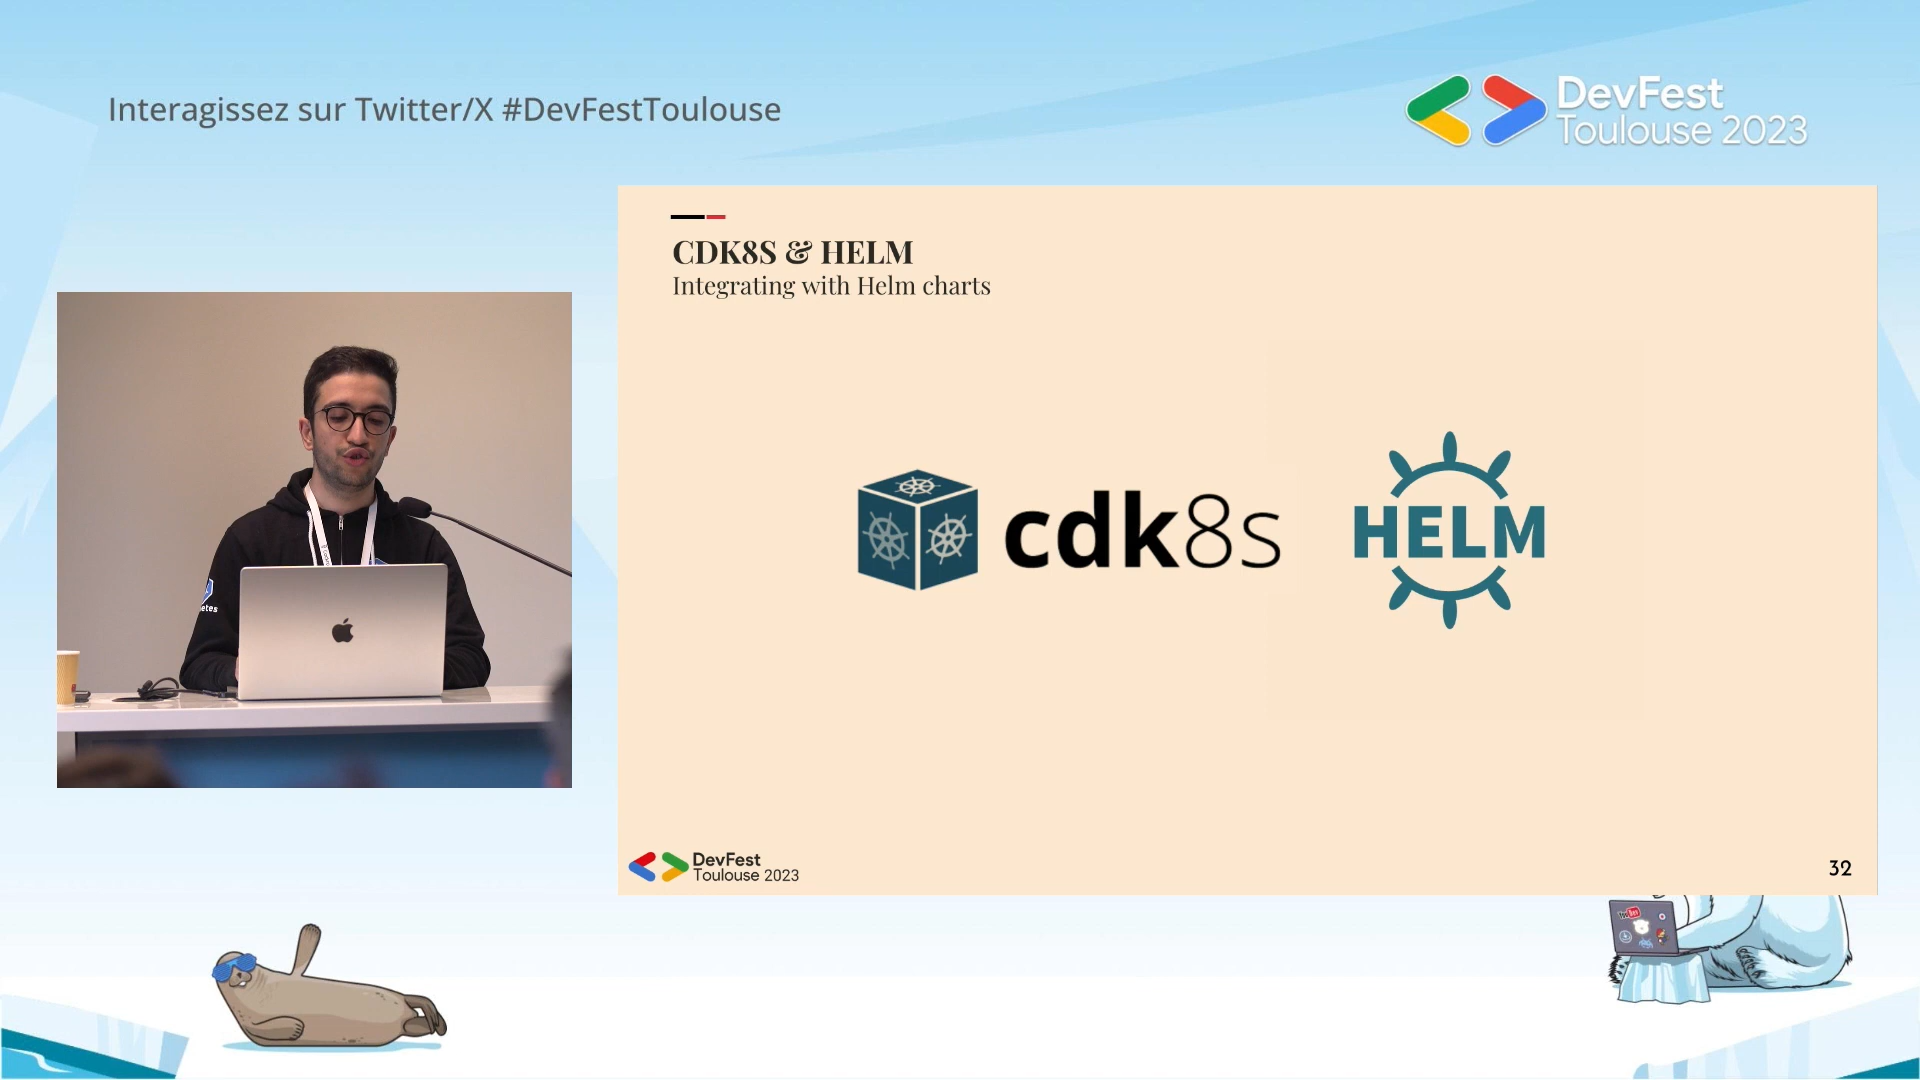 Interagissez sur Twitter/X #DevFestToulouse
DevFest
Toulouse 2023
CDK8S & HELM
Integrating with Helm charts
cdk8s
HELM
etes
DevFest
Toulouse 2023
32